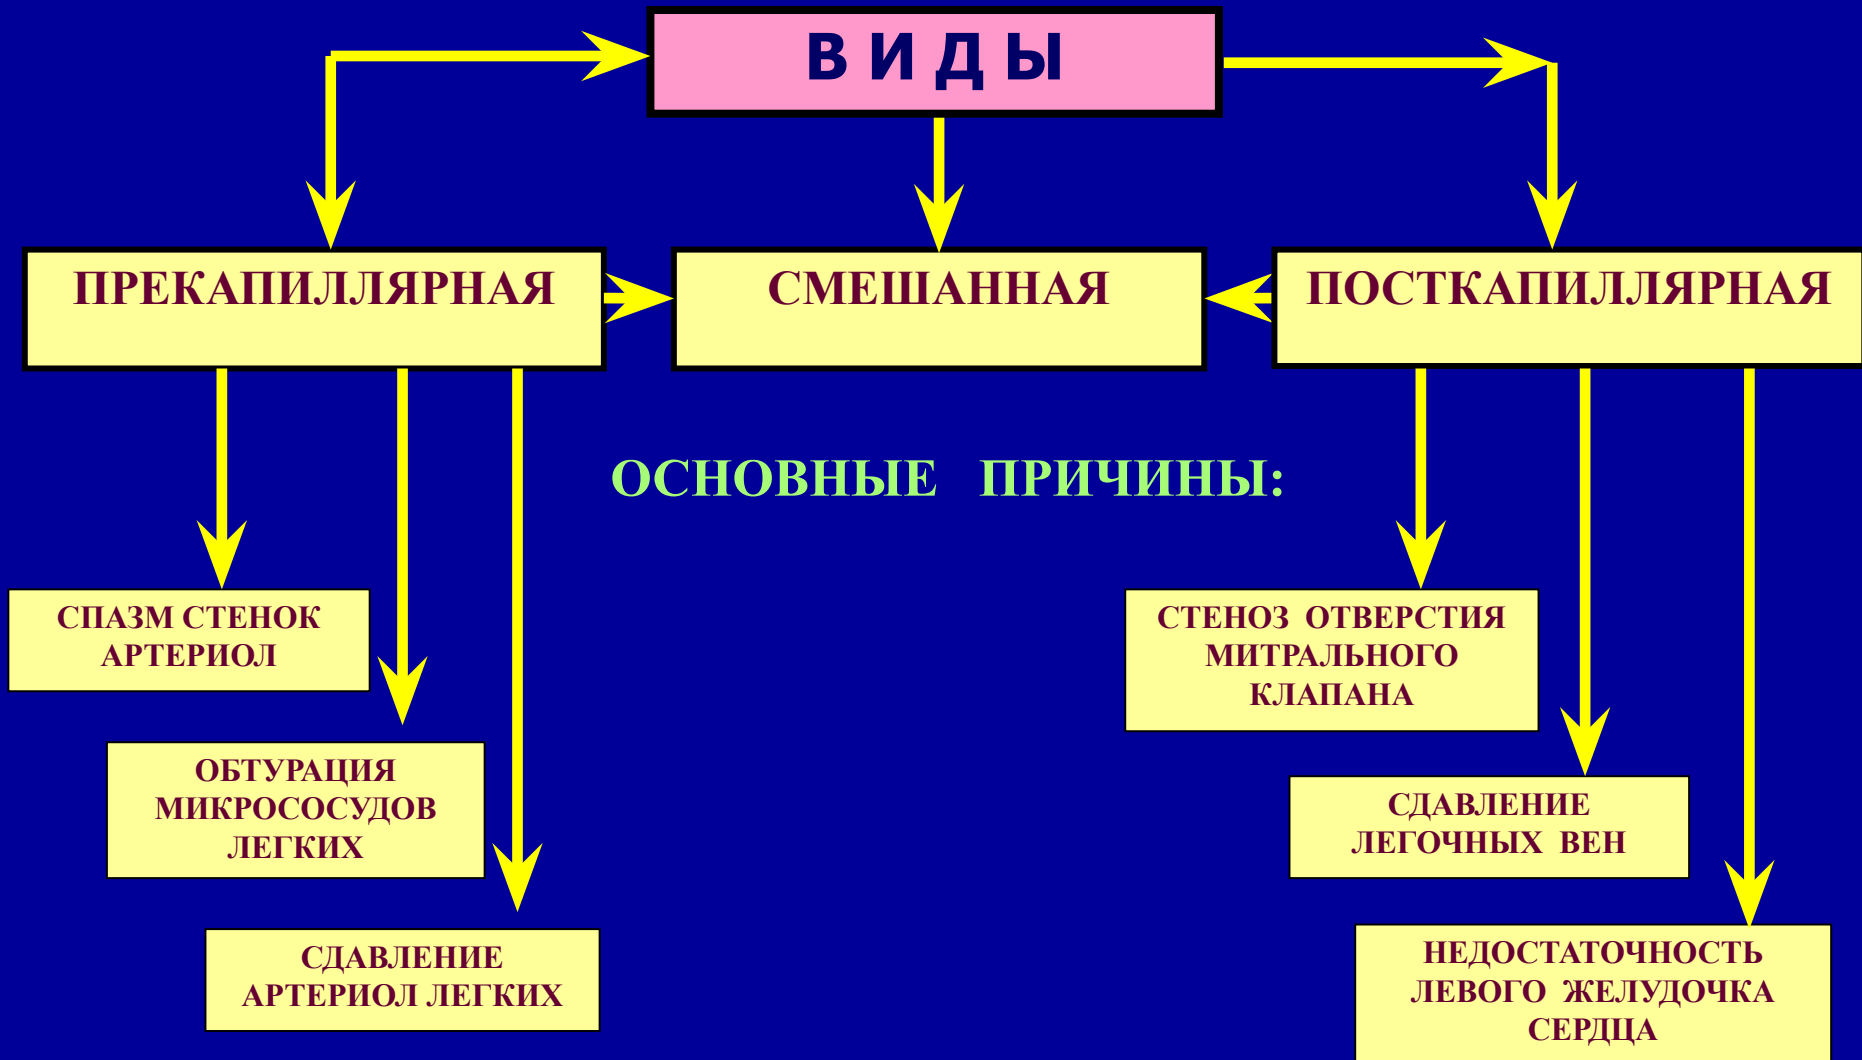 ВИДЫ
ПРЕКАПИЛЛЯРНАЯ
СМЕШАННАЯ
ПОСТКАПИЛЛЯРНАЯ
ОСНОВНЫЕ ПРИЧИНЫ:
СПАЗМ СТЕНОК
АРТЕРИОЛ
ОБТУРАЦИЯ
МИКРОСОСУДОВ
ЛЕГКИХ
СДАВЛЕНИЕ
АРТЕРИОЛ ЛЕГКИХ
СТЕНОЗ ОТВЕРСТИЯ
МИТРАЛЬНОГО
КЛАПАНА
СДАВЛЕНИЕ
ЛЕГОЧНЫХ ВЕН
НЕДОСТАТОЧНОСТЬ
ЛЕВОГО ЖЕЛУДОЧКА
СЕРДЦА